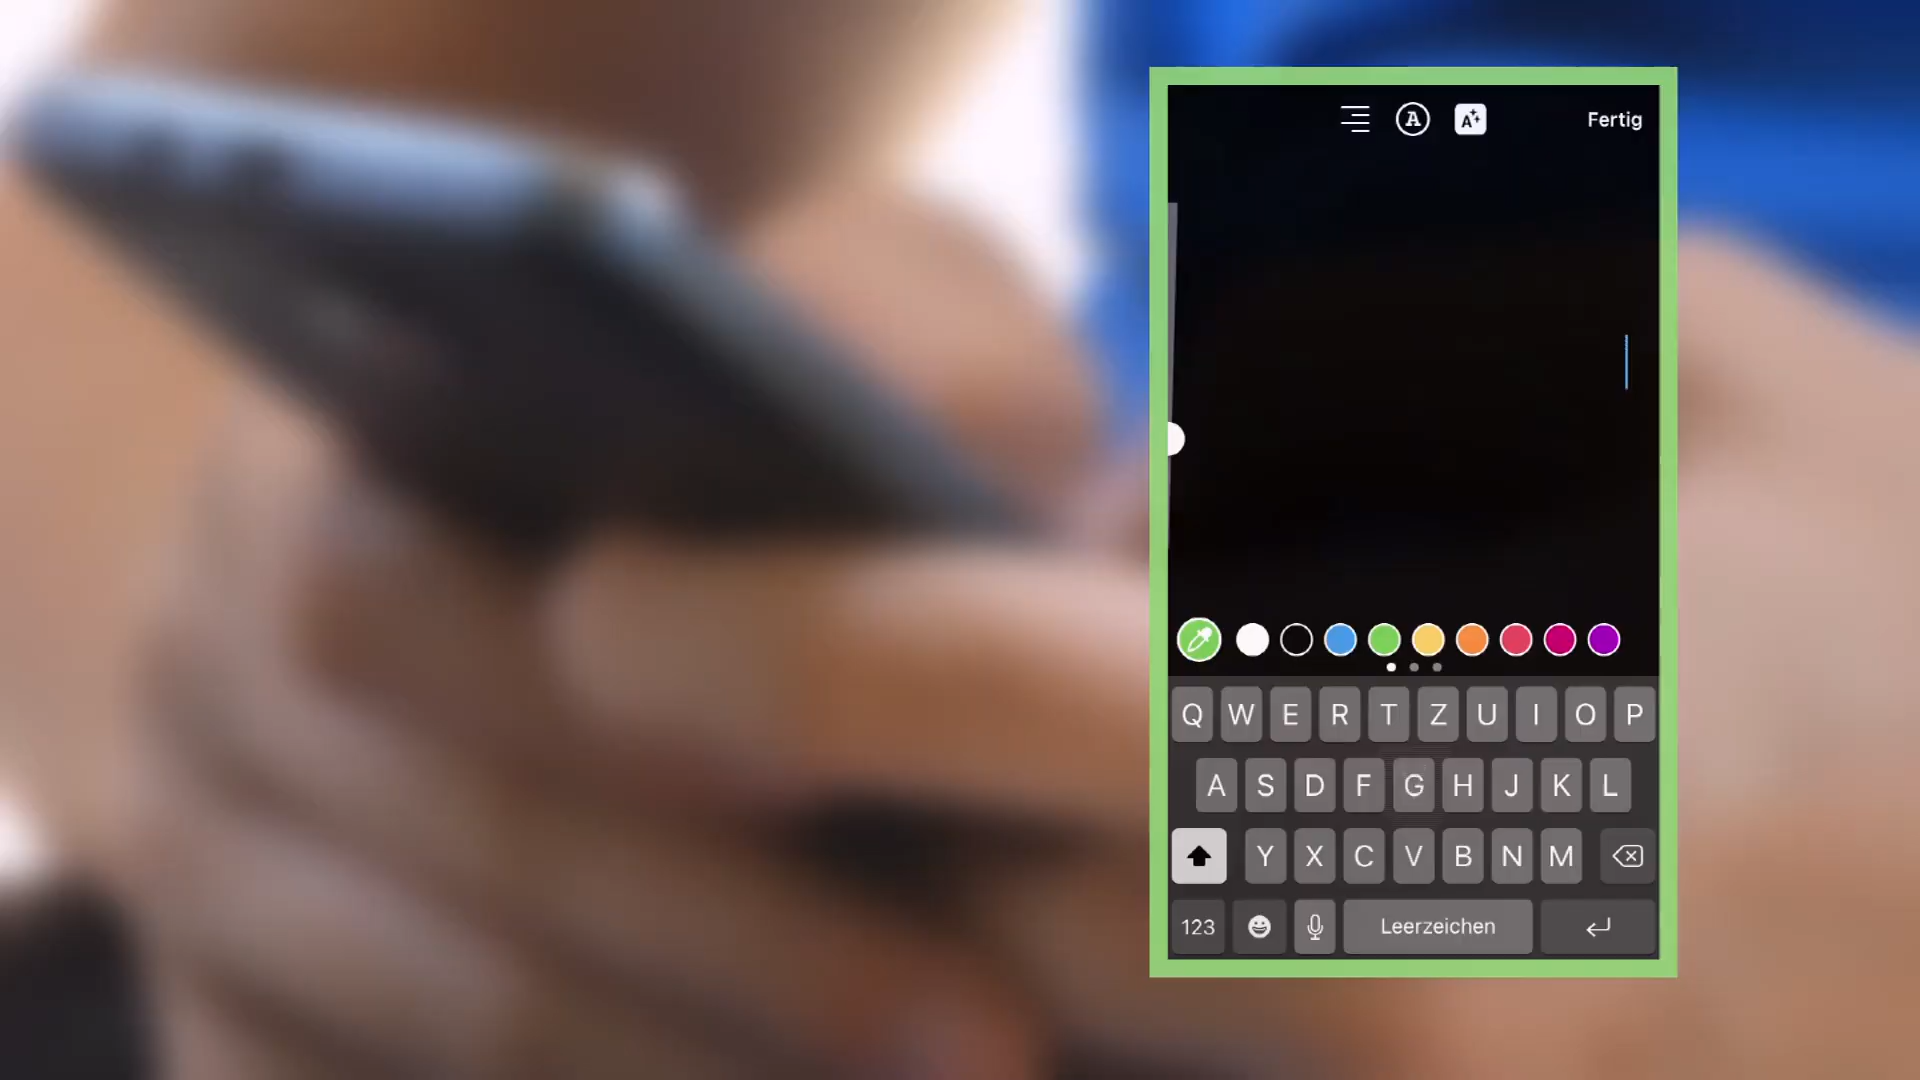 A A Fertig
Q W E R T Z U I O P
A S D F G H J K L
Y X C V B N M
123 Leerzeichen